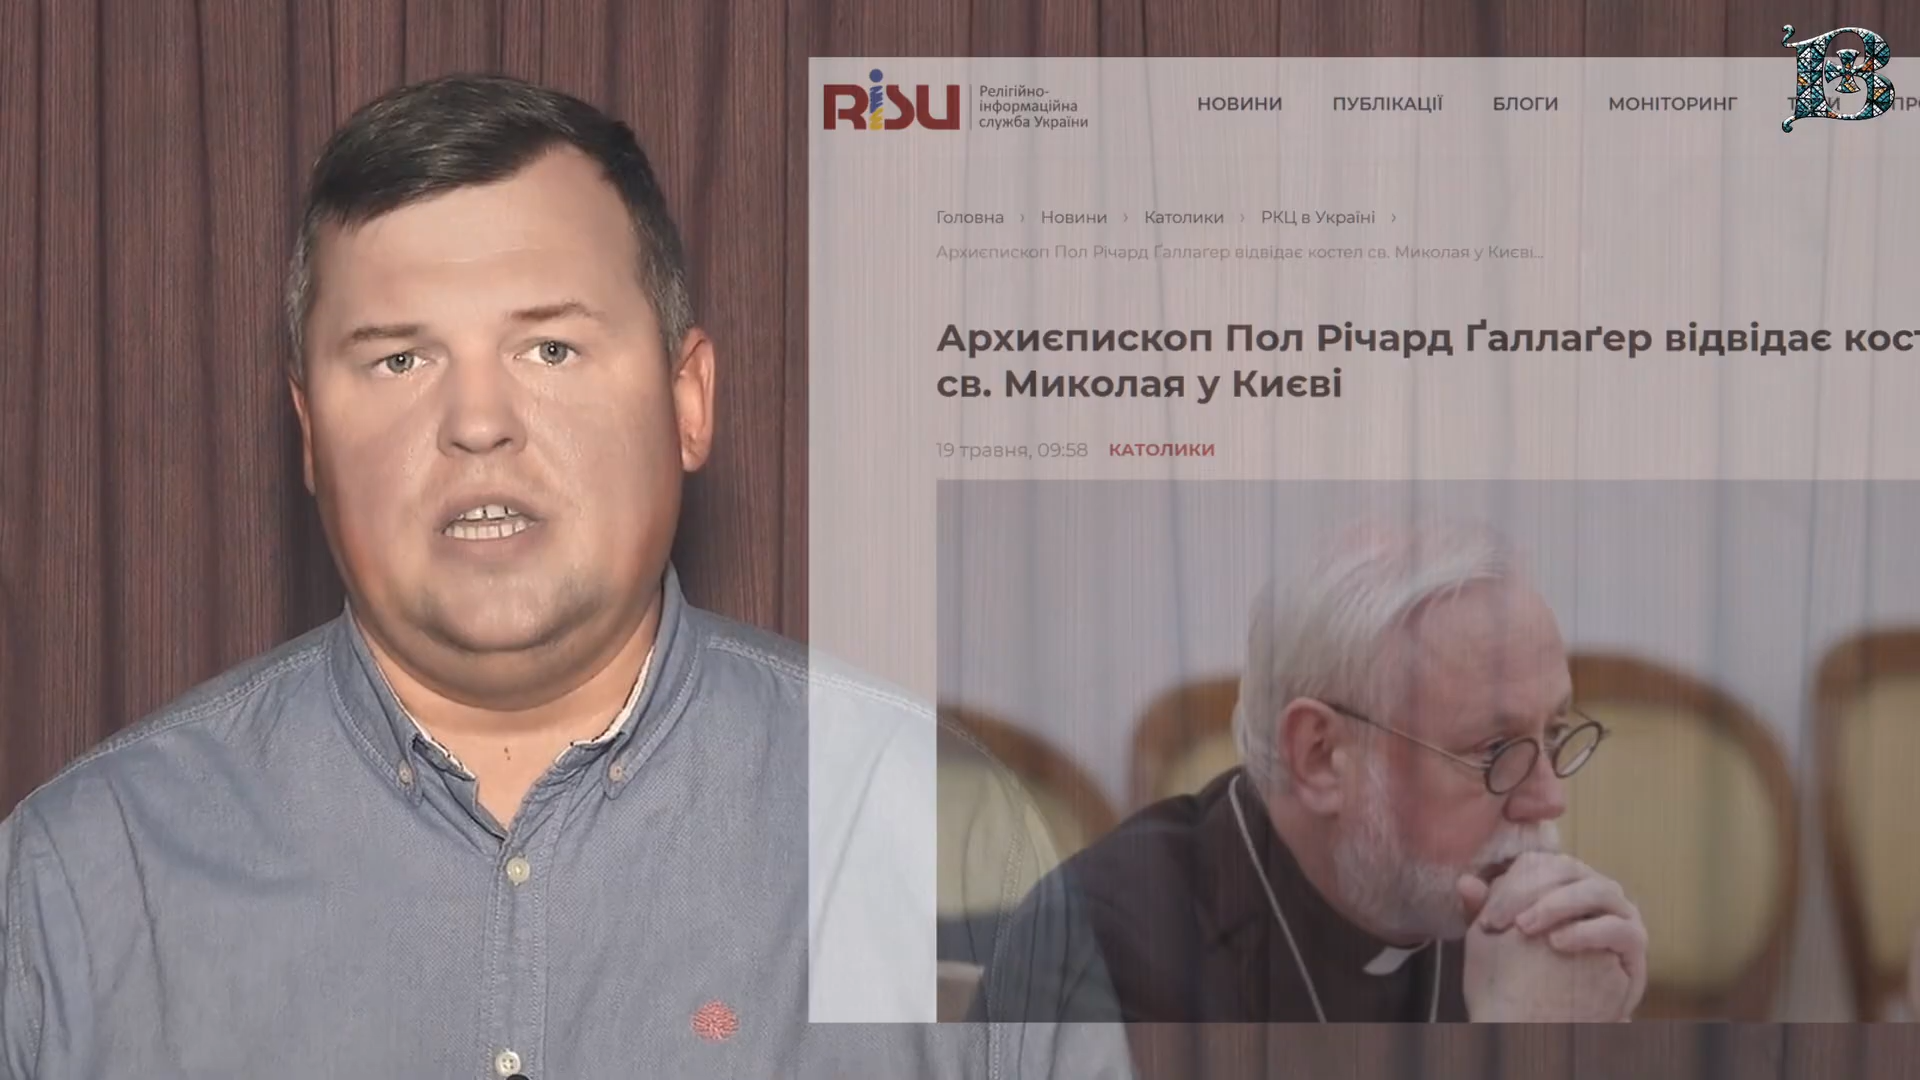 RISU
Релігійно-
інформаційна
служба України
НОВИНИ ПУБЛІКАЦІЇ БЛОГИ МОНІТОРИНГ
Головна › Новини › Католики › РКЦ в Україні ›
Архиєпископ Пол Річард Ґаллаґер відвідає костел св. Миколая у Києві...
Архиєпископ Пол Річард Ґаллаґер відвідає кост
св. Миколая у Києві
19 травня, 09:58 КАТОЛИКИ